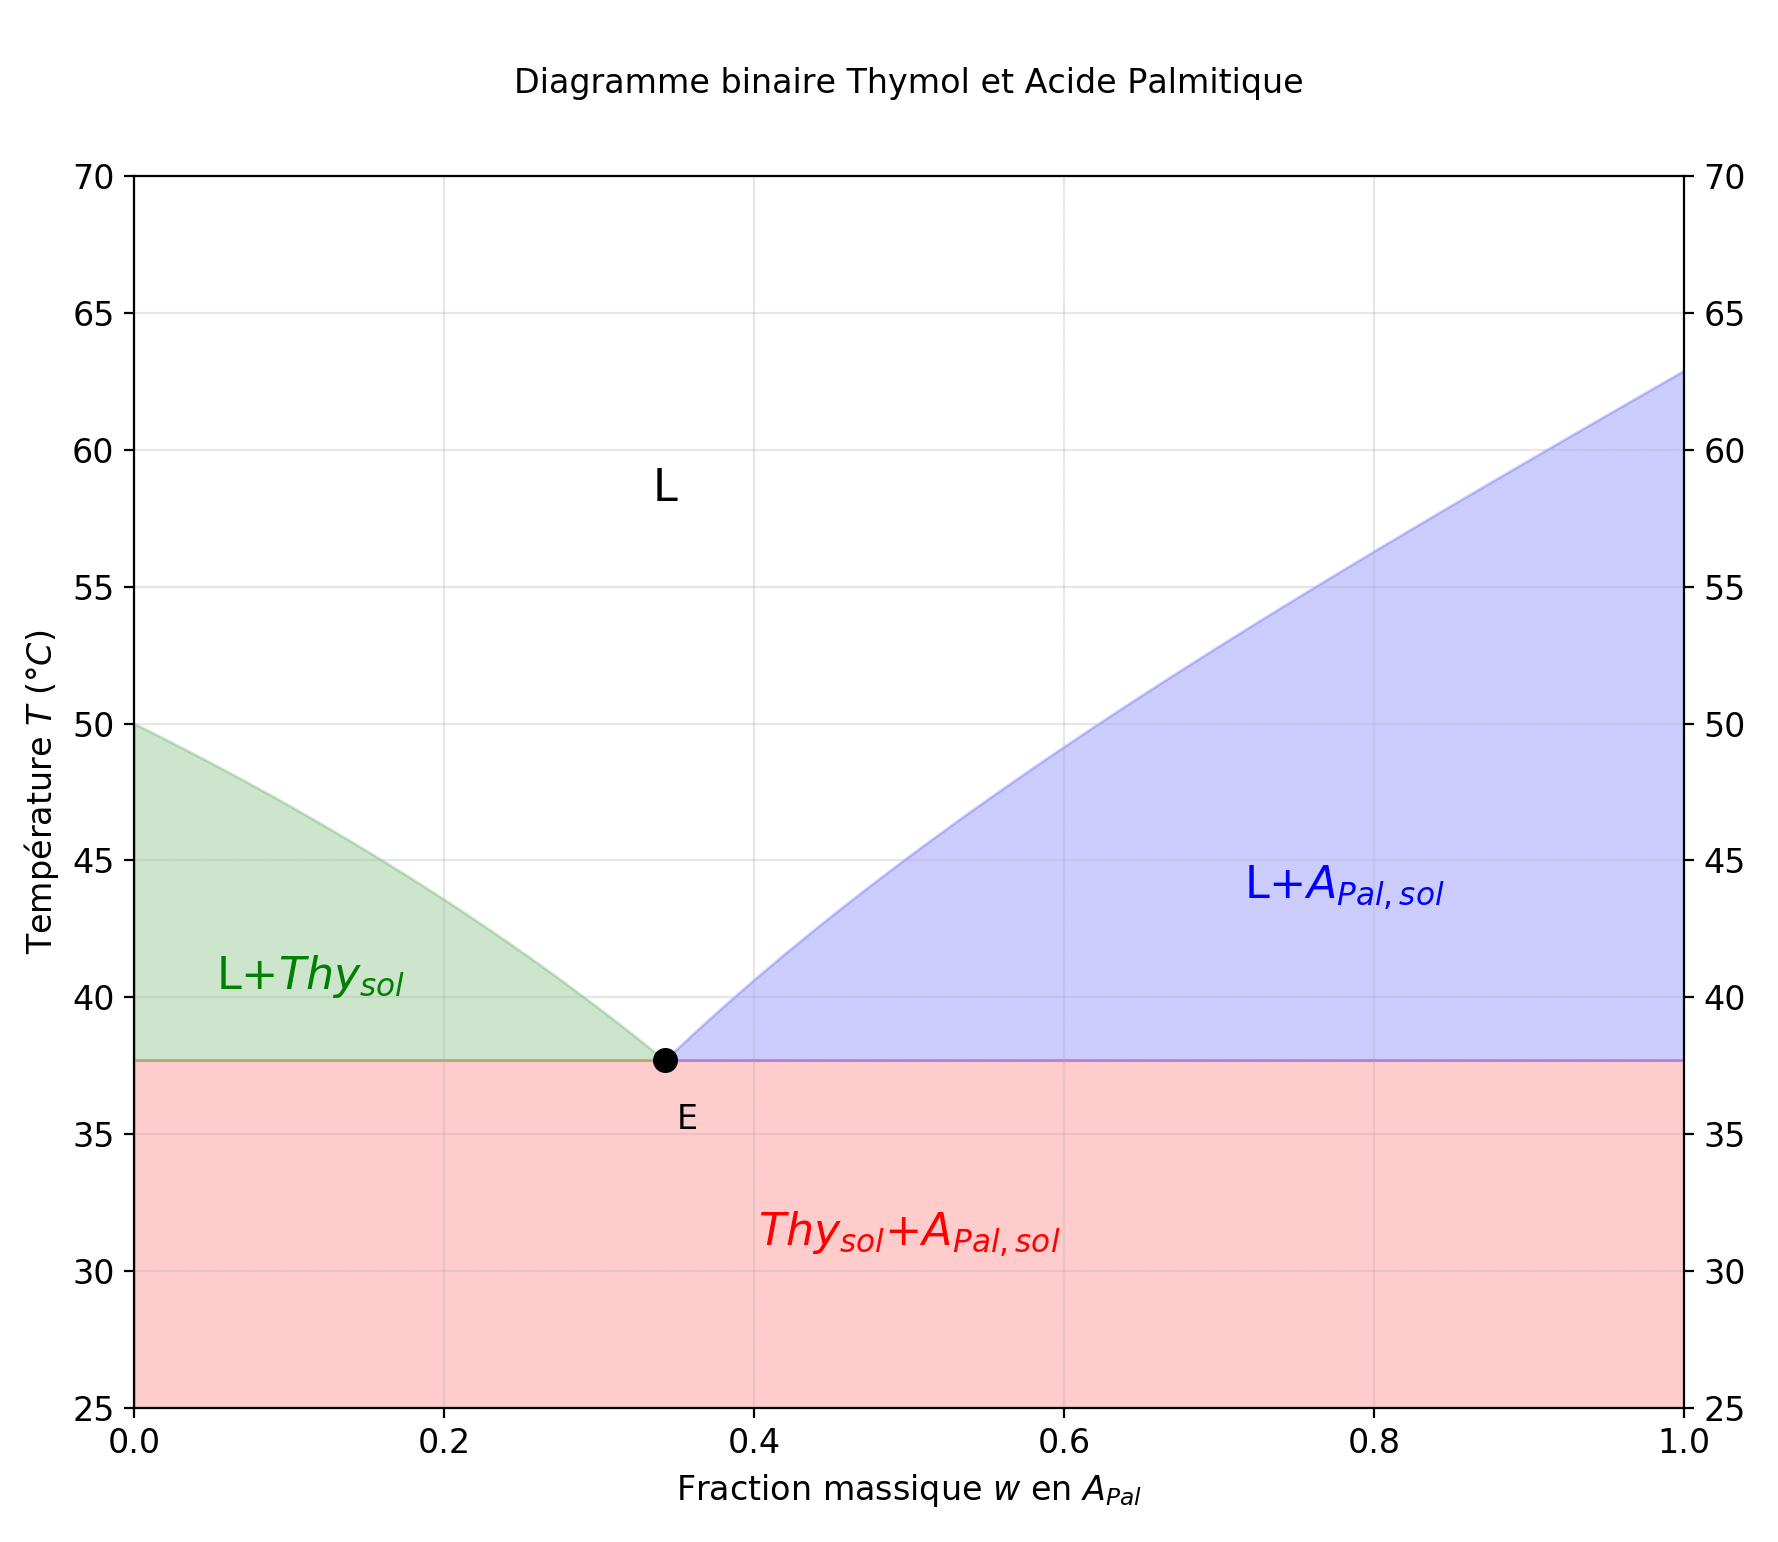 Diagramme binaire Thymol et Acide Palmitique
70 70
65 65
60 60
L
55 55
50 50
45 45
L+A_{Pal, sol}
L+Thy_{sol}
40 40
E
35 35
Thy_{sol}+A_{Pal, sol}
30 30
25 25
0.0 0.2 0.4 0.6 0.8 1.0
Fraction massique w en A_{Pal}
Température T (°C)